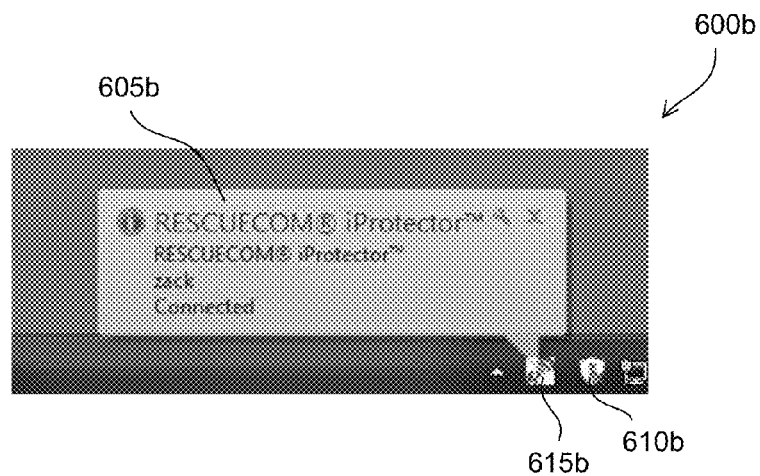 600b
605b
RESCUECOM® iProtector™
RESCUECOM® iProtector™
zack
Connected
610b
615b